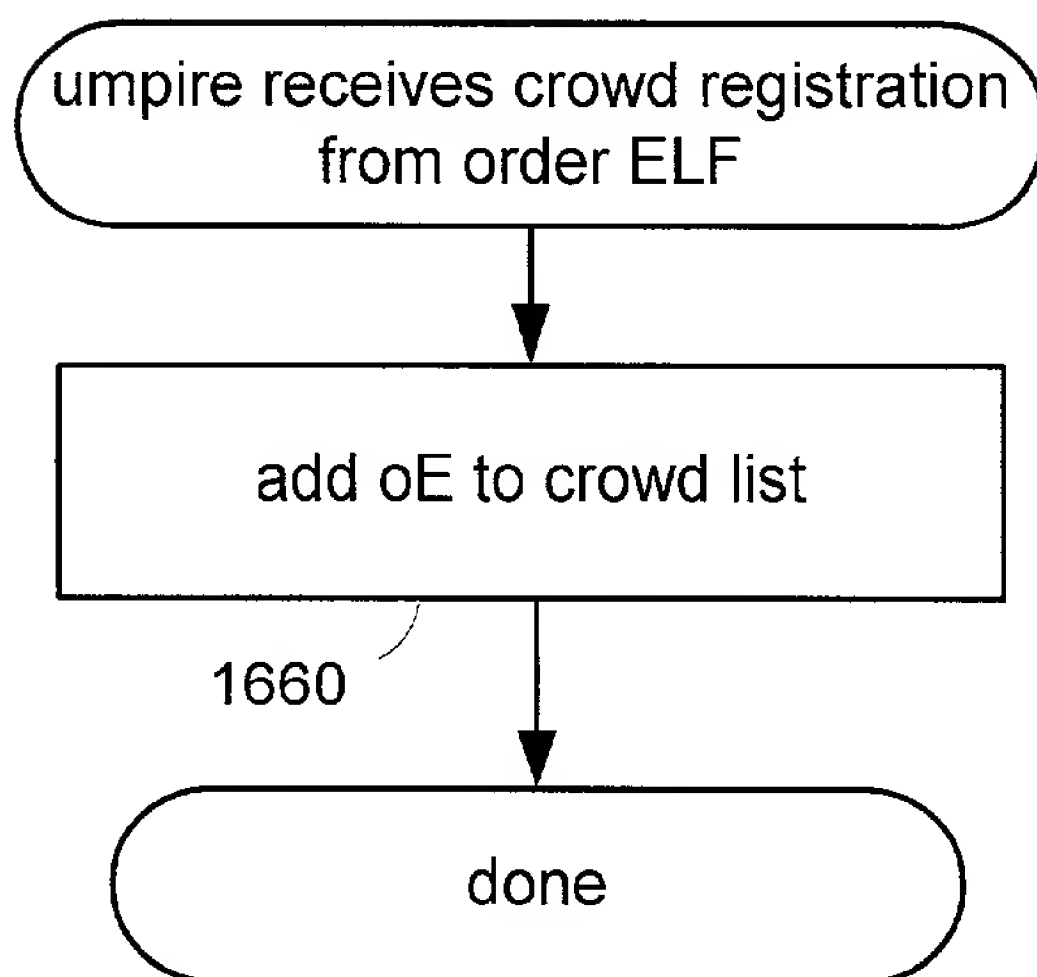 umpire receives crowd registration
from order ELF
add oE to crowd list
1660
done